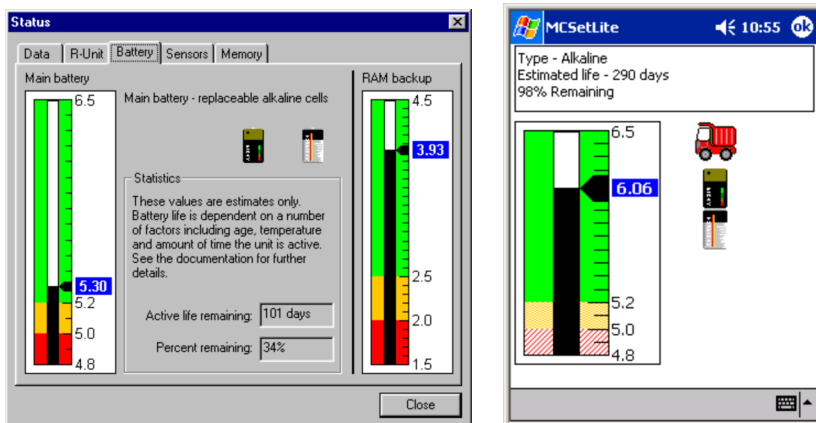 Status
Data
R-Unit
Battery
Sensors
Memory
Main battery
6.5
5.30
5.2
5.0
4.8
Main battery - replaceable alkaline cells
Statistics
These values are estimates only.
Battery life is dependent on a number
of factors including age, temperature
and amount of time the unit is active.
See the documentation for further
details.
Active life remaining: 101 days
Percent remaining: 34%
RAM backup
4.5
3.93
2.5
2.0
1.5
Close
MCSetLite 10:55 ok
Type - Alkaline
Estimated life - 290 days
98% Remaining
6.5
6.06
5.2
5.0
4.8